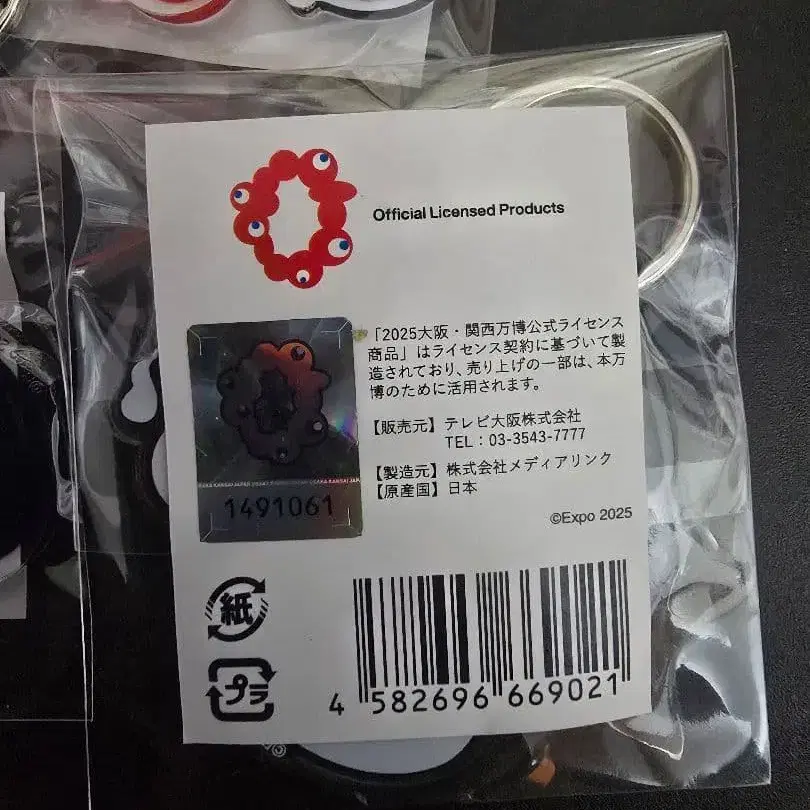 Official Licensed Products
「2025大阪・関西万博公式ライセンス
商品」はライセンス契約に基づいて製
造されており、売り上げの一部は、本万
博のために活用されます。
【販売元】テレビ大阪株式会社
TEL：03-3543-7777
【製造元】株式会社メディアリンク
【原産国】日本
©Expo 2025
1491061
紙
プラ
4 582696 669021
©